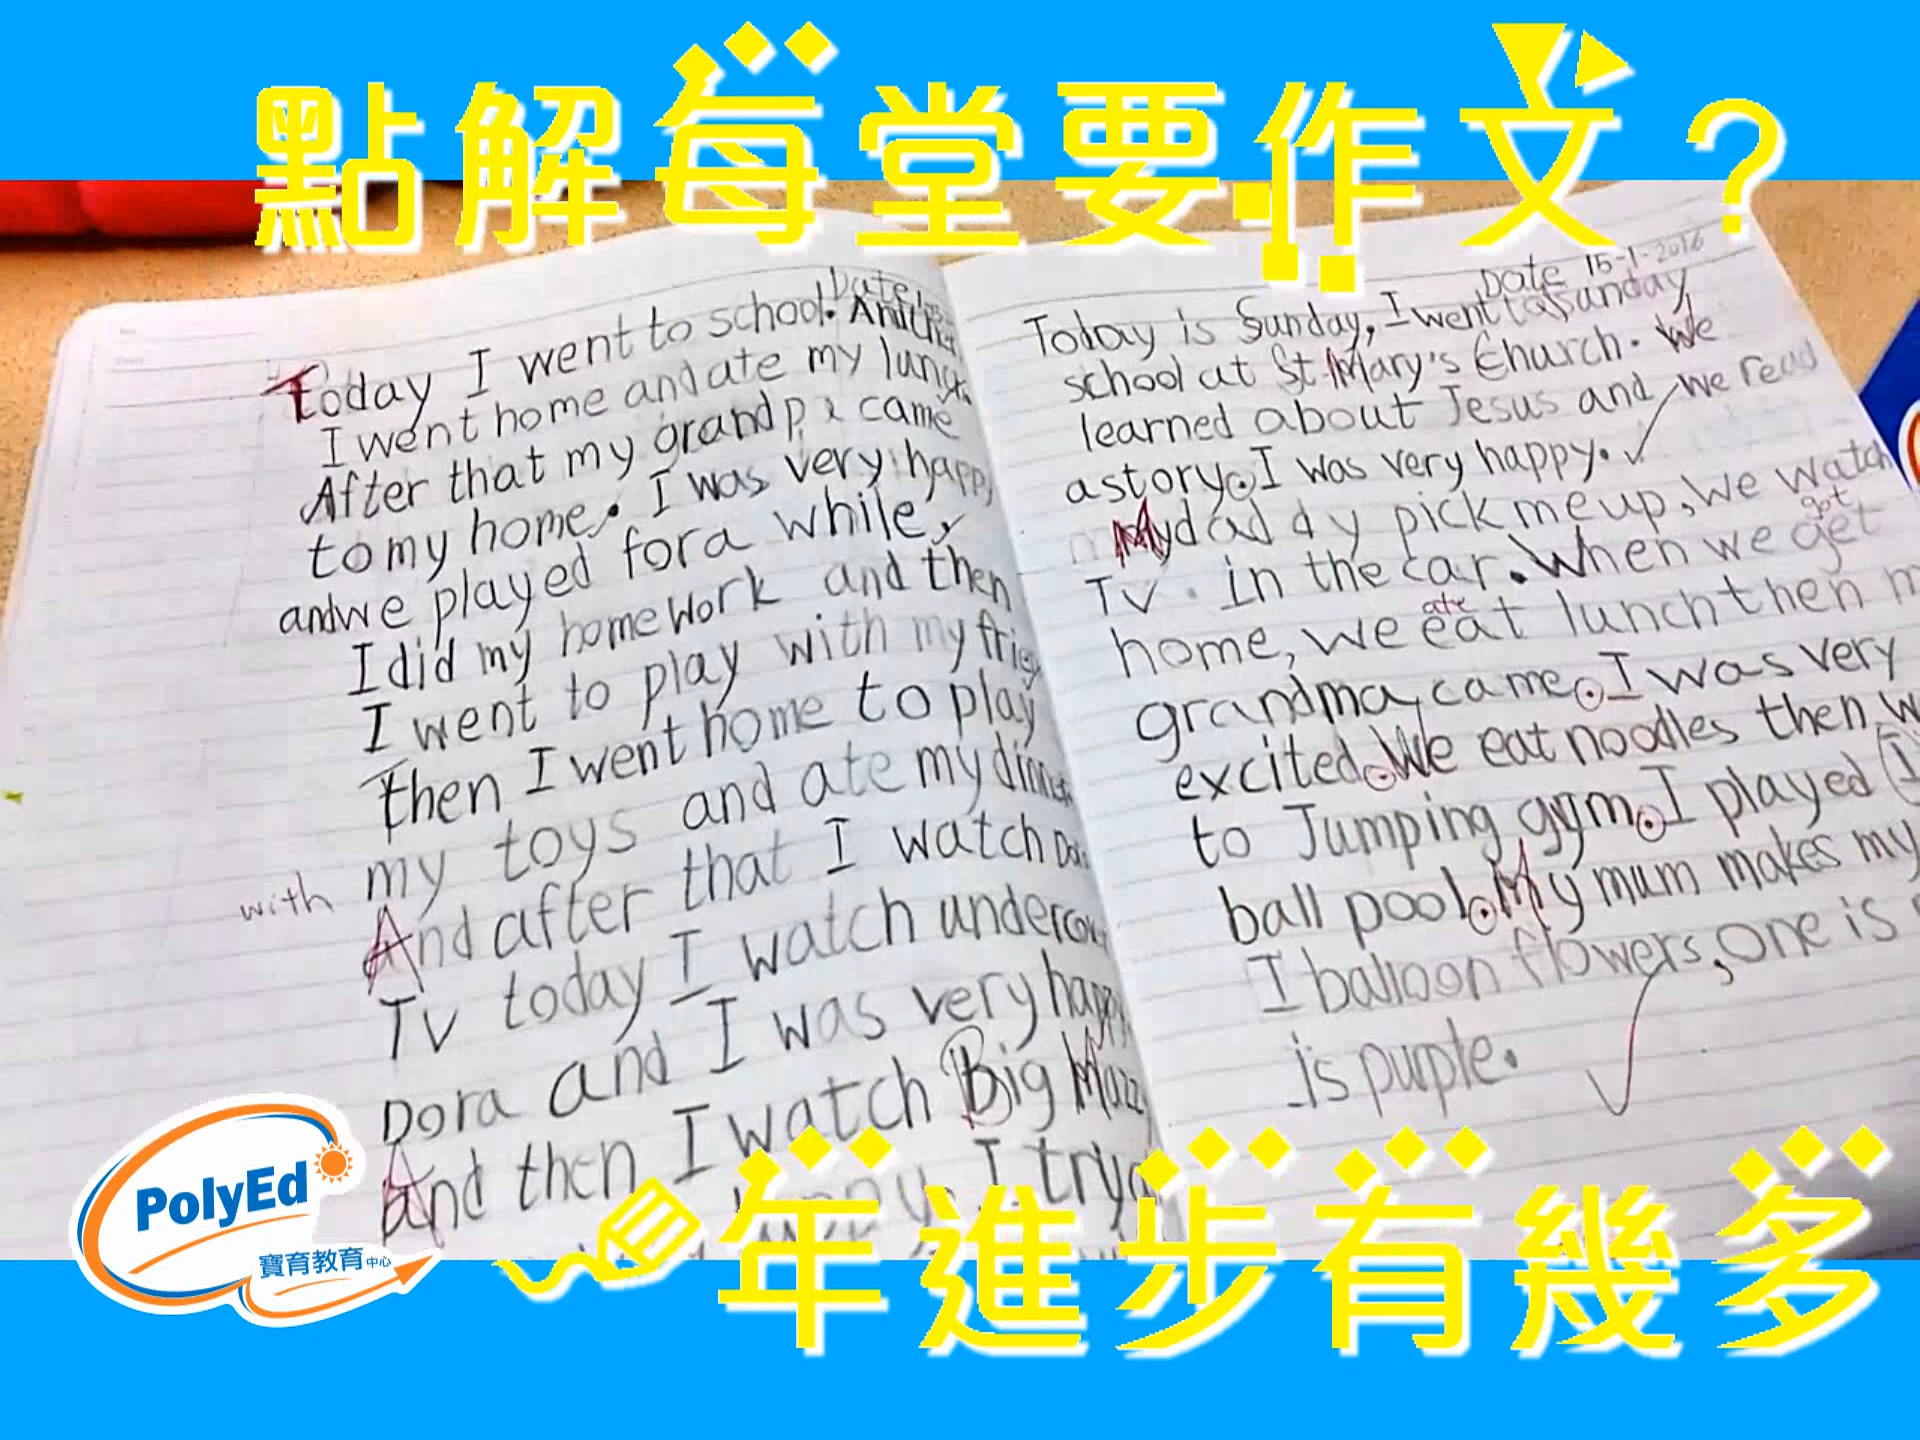 點解每堂要作文？
Date
Today I went to school.
I went home and ate my lunch
After that my grandpa came
to my home. I was very happy
and we played for a while,
I did my homework and then
I went to play with my
then I went home to play
with my toys and ate my
And after that I watch
TV today I watch
Dora and I was very happy
And then I watch Big
I try
Date 15-1-2016
Today is Sunday, I went to Sunday
school at St. Mary's Church. We
learned about Jesus and we read
a story. I was very happy.
My daddy pick me up, we watch
got
TV. in the car. When we get
ate
home, we eat lunch then
grandma came. I was very
excited. We eat noodles then
to Jumping gym. I played
ball pool. My mum makes my
I balloon flowers, one is
is purple.
PolyEd
寶育教育中心
年進步有幾多